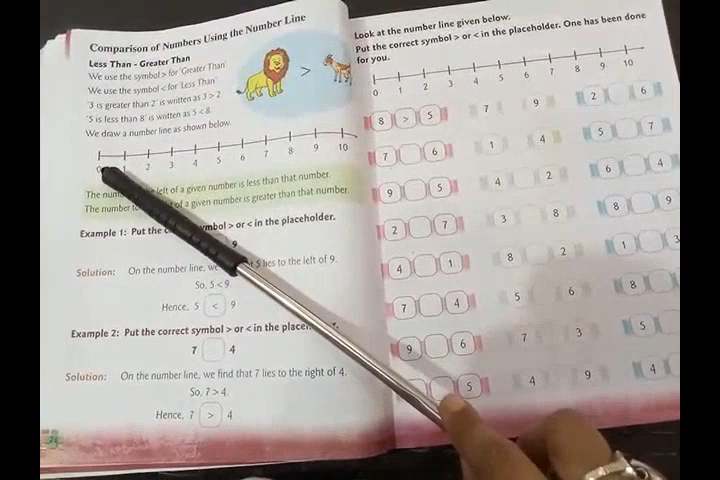 Comparison of Numbers Using the Number Line
Less Than - Greater Than
We use the symbol > for 'Greater Than'
We use the symbol < for 'Less Than'
'3 is greater than 2' is written as 3 > 2
'5 is less than 8' is written as 5 < 8.
We draw a number line as shown below.
>
0 1 2 3 4 5 6 7 8 9 10
The num left of a given number is less than that number.
The number to of a given number is greater than that number.
Example 1: Put the symbol > or < in the placeholder.
9
Solution: On the number line, we 5 lies to the left of 9.
So, 5 < 9
Hence, 5 < 9
Example 2: Put the correct symbol > or < in the
7 4
Solution: On the number line, we find that 7 lies to the right of 4.
So, 7 > 4.
Hence, 7 > 4
Look at the number line given below.
Put the correct symbol > or < in the placeholder. One has been done
for you.
0 1 2 3 4 5 6 7 8 9 10
8 > 5 7 9 2 6
7 6 1 4 5 7
9 5 4 2 6 4
2 7 3 8 8 9
4 1 8 2 1 3
7 4 5 6 8
9 6 7 3 5
5 4 9 4